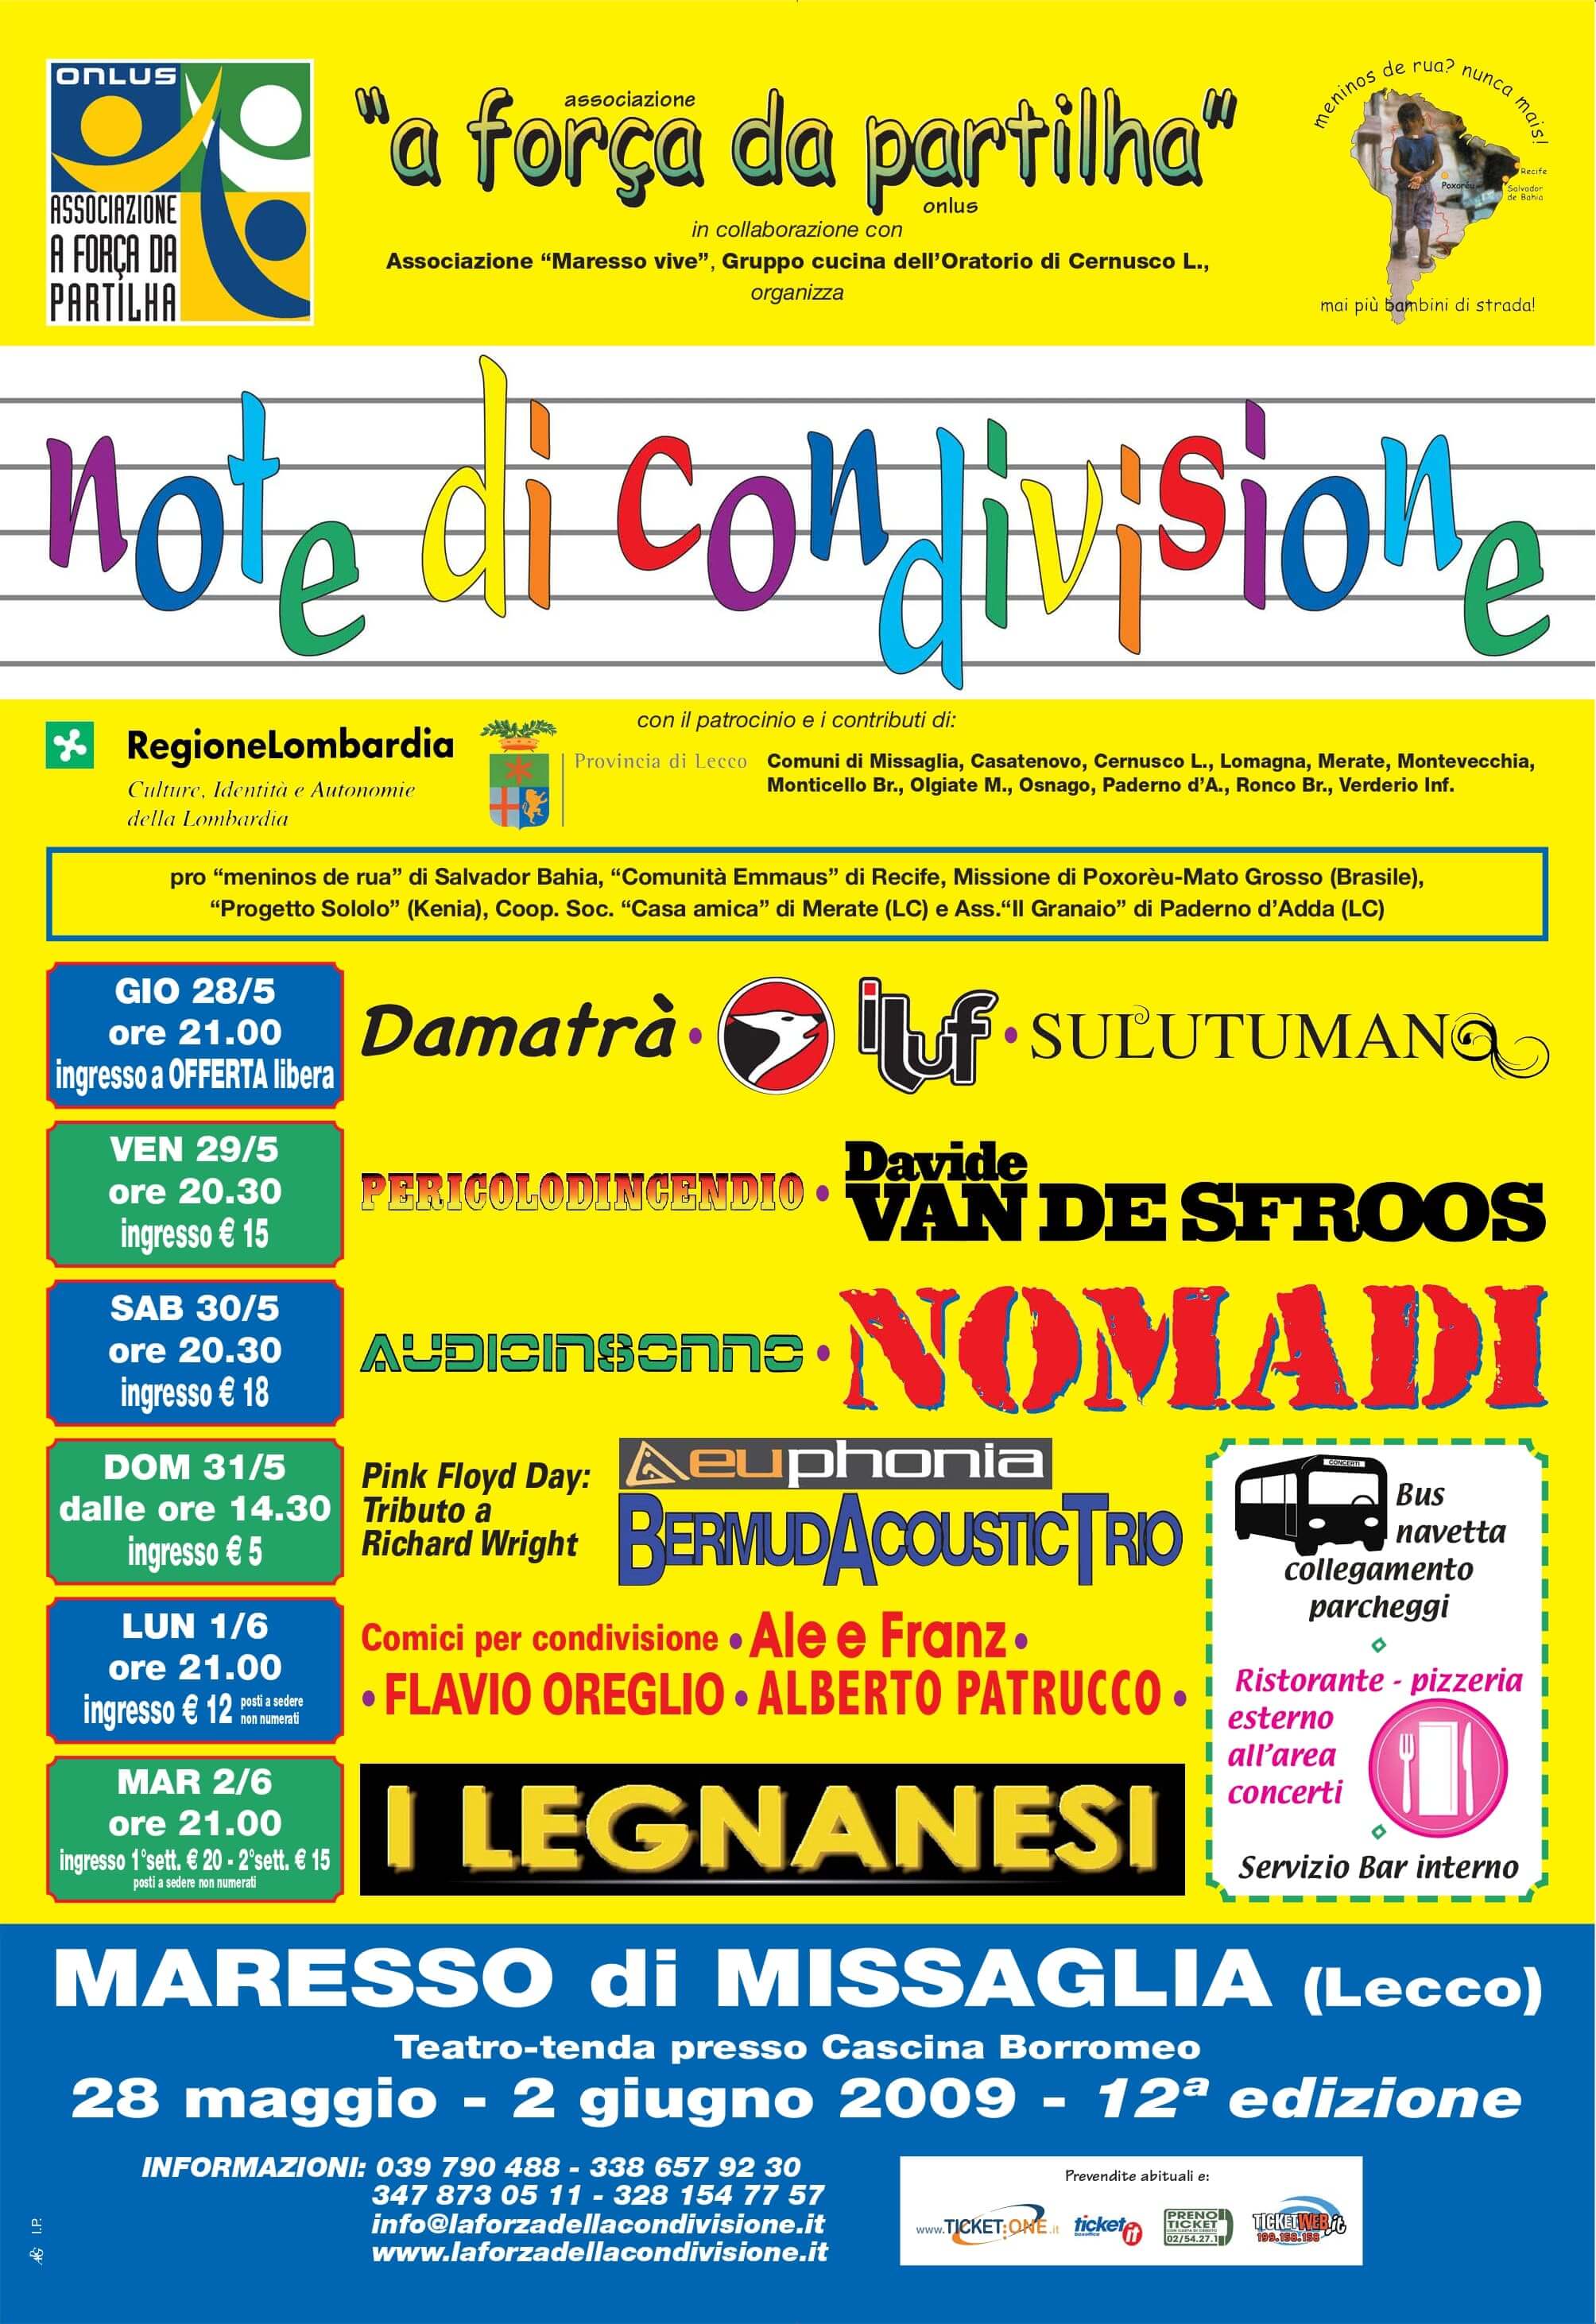 ONLUS
ASSOCIAZIONE
A FORÇA DA
PARTILHA
associazione
"a força da partilha"
onlus
in collaborazione con
Associazione “Maresso vive”, Gruppo cucina dell’Oratorio di Cernusco L.,
organizza
meninos de rua? nunca mais!
Recife
Poxorèu
Salvador
de Bahia
mai più bambini di strada!
note di condivisione
con il patrocinio e i contributi di:
RegioneLombardia
Culture, Identità e Autonomie
della Lombardia
Provincia di Lecco
Comuni di Missaglia, Casatenovo, Cernusco L., Lomagna, Merate, Montevecchia,
Monticello Br., Olgiate M., Osnago, Paderno d’A., Ronco Br., Verderio Inf.
pro “meninos de rua” di Salvador Bahia, “Comunità Emmaus” di Recife, Missione di Poxorèu-Mato Grosso (Brasile),
“Progetto Sololo” (Kenia), Coop. Soc. “Casa amica” di Merate (LC) e Ass.“Il Granaio” di Paderno d’Adda (LC)
GIO 28/5
ore 21.00
ingresso a OFFERTA libera
Damatrà • iLuf • SULUTUMANA
VEN 29/5
ore 20.30
ingresso € 15
PERICOLODINCENDIO • Davide
VAN DE SFROOS
SAB 30/5
ore 20.30
ingresso € 18
AUDIOINSONNO • NOMADI
DOM 31/5
dalle ore 14.30
ingresso € 5
Pink Floyd Day:
Tributo a
Richard Wright
euphonia
BERMUDACOUSTICTRIO
LUN 1/6
ore 21.00
ingresso € 12 posti a sedere
non numerati
Comici per condivisione • Ale e Franz •
• FLAVIO OREGLIO • ALBERTO PATRUCCO •
MAR 2/6
ore 21.00
ingresso 1°sett. € 20 - 2°sett. € 15
posti a sedere non numerati
I LEGNANESI
CONCERTI
Bus
navetta
collegamento
parcheggi
Ristorante - pizzeria
esterno
all’area
concerti
Servizio Bar interno
MARESSO di MISSAGLIA (Lecco)
Teatro-tenda presso Cascina Borromeo
28 maggio - 2 giugno 2009 - 12ª edizione
INFORMAZIONI: 039 790 488 - 338 657 92 30
347 873 05 11 - 328 154 77 57
info@laforzadellacondivisione.it
www.laforzadellacondivisione.it
Prevendite abituali e:
www.TICKET:ONE.it
ticket it
PRENO
TICKET
02/54.27.1
TICKETWEB.it
199.158.158
I.P.